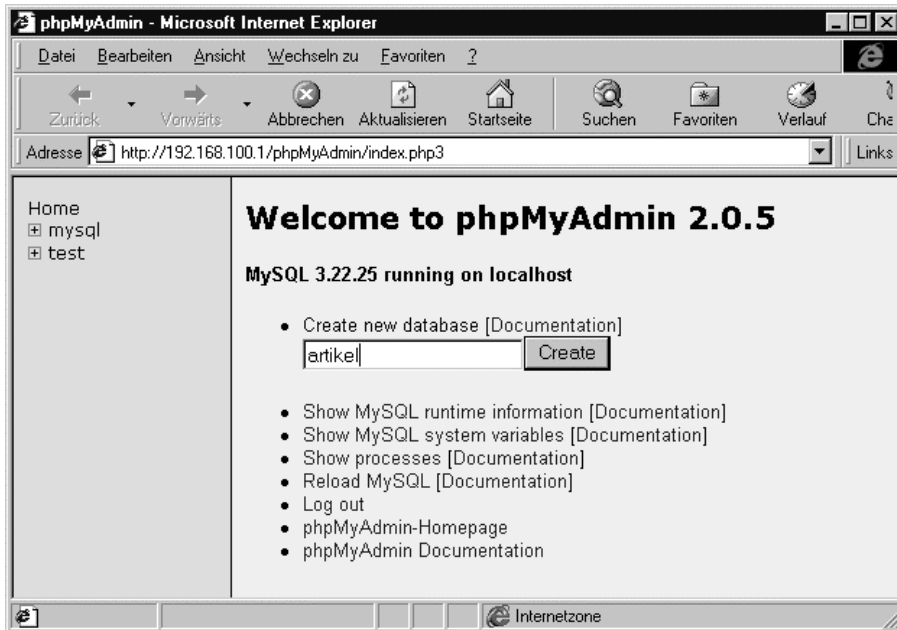 phpMyAdmin - Microsoft Internet Explorer
Datei Bearbeiten Ansicht Wechseln zu Favoriten ?
Zurück Vorwärts Abbrechen Aktualisieren Startseite Suchen Favoriten Verlauf Cha
Adresse http://192.168.100.1/phpMyAdmin/index.php3 Links
Home
mysql
test
Welcome to phpMyAdmin 2.0.5
MySQL 3.22.25 running on localhost
Create new database [Documentation]
artikel Create
Show MySQL runtime information [Documentation]
Show MySQL system variables [Documentation]
Show processes [Documentation]
Reload MySQL [Documentation]
Log out
phpMyAdmin-Homepage
phpMyAdmin Documentation
Internetzone